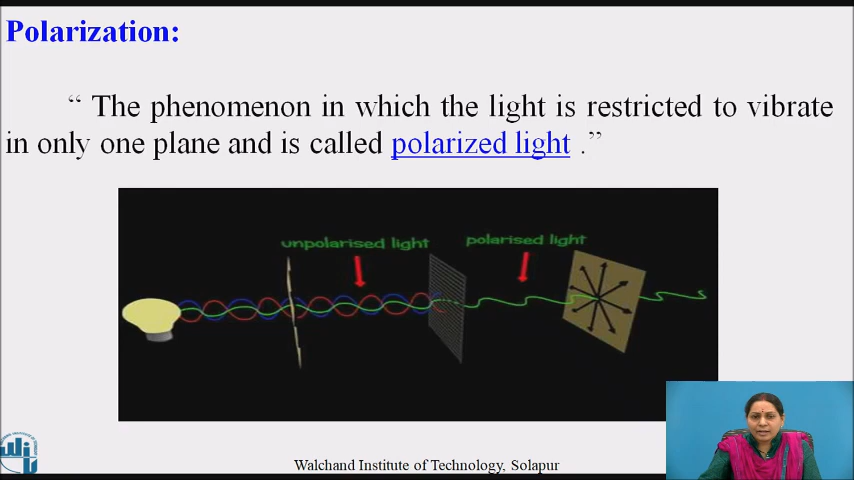 Polarization:
“ The phenomenon in which the light is restricted to vibrate
in only one plane and is called polarized light .”
unpolarised light
polarised light
Walchand Institute of Technology, Solapur